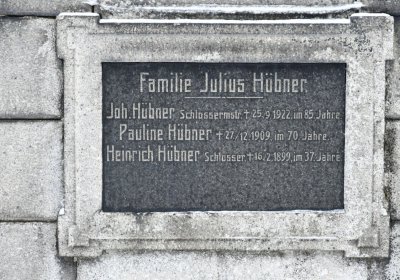 Familie Julius Hübner
Joh. Hübner Schlossermstr. † 25. 9. 1922, im 85. Jahre
Pauline Hübner † 27. 12. 1909, im 70. Jahre.
Heinrich Hübner Schlosser † 16. 2. 1899, im 37. Jahre